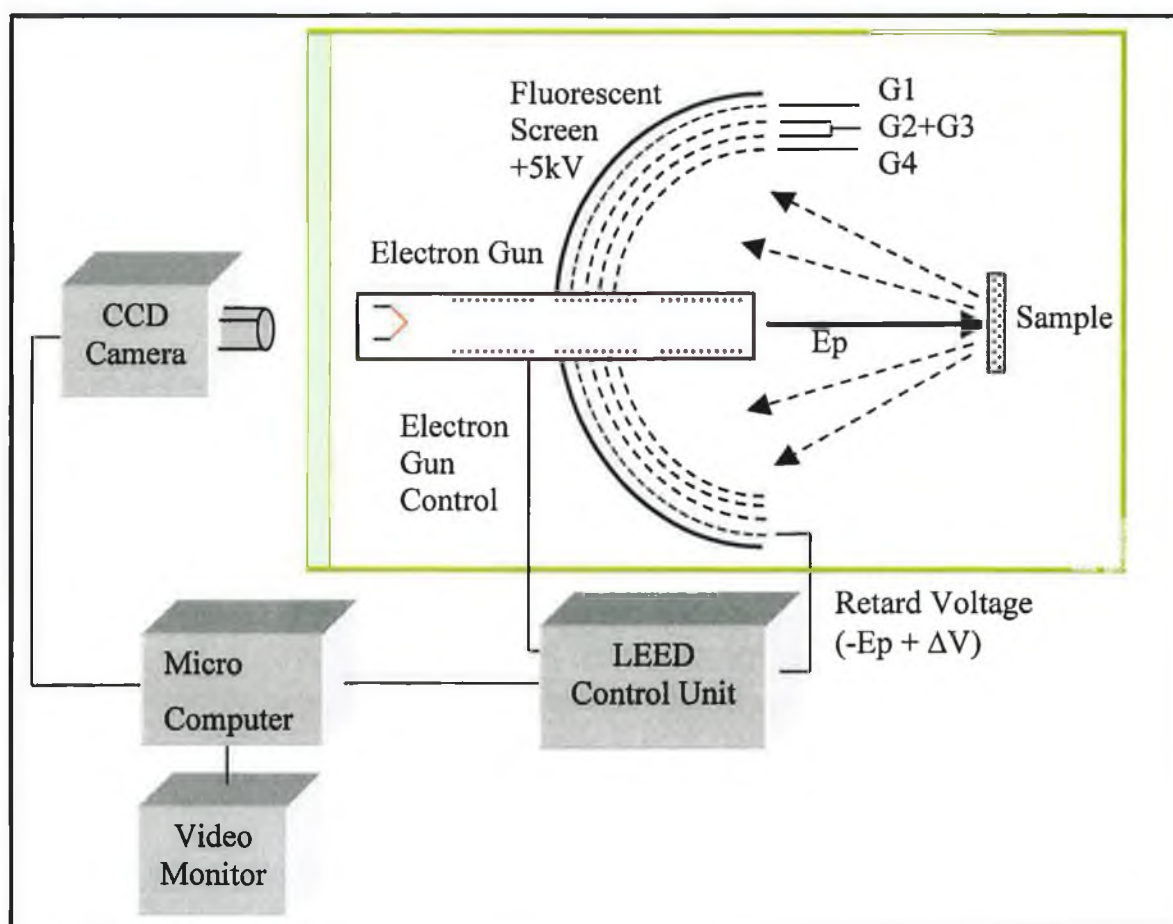 Fluorescent
Screen
+5kV
G1
G2+G3
G4
Electron Gun
CCD
Camera
Ep
Sample
Electron
Gun
Control
Retard Voltage
(-Ep + ΔV)
LEED
Control Unit
Micro
Computer
Video
Monitor